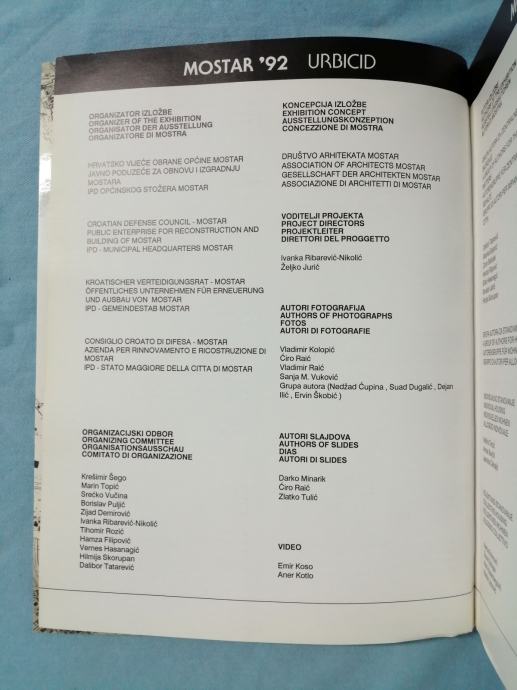 MOSTAR '92 URBICID
ORGANIZATOR IZLOŽBE
ORGANIZER OF THE EXHIBITION
ORGANISATOR DER AUSSTELLUNG
ORGANIZATORE DI MOSTRA
HRVATSKO VIJEĆE OBRANE OPĆINE MOSTAR
JAVNO PODUZEĆE ZA OBNOVU I IZGRADNJU
MOSTARA
IPD OPĆINSKOG STOŽERA MOSTAR
CROATIAN DEFENSE COUNCIL - MOSTAR
PUBLIC ENTERPRISE FOR RECONSTRUCTION AND
BUILDING OF MOSTAR
IPD - MUNICIPAL HEADQUARTERS MOSTAR
KROATISCHER VERTEIDIGUNGSRAT - MOSTAR
ÖFFENTLICHES UNTERNEHMEN FÜR ERNEUERUNG
UND AUSBAU VON MOSTAR
IPD - GEMEINDESTAB MOSTAR
CONSIGLIO CROATO DI DIFESA - MOSTAR
AZIENDA PER RINNOVAMENTO E RICOSTRUZIONE DI
MOSTAR
IPD - STATO MAGGIORE DELLA CITTA DI MOSTAR
ORGANIZACIJSKI ODBOR
ORGANIZING COMMITTEE
ORGANISATIONSAUSSCHAU
COMITATO DI ORGANIZAZIONE
Krešimir Šego
Marin Topić
Srećko Vučina
Borislav Puljić
Zijad Demirović
Ivanka Ribarević-Nikolić
Tihomir Rozić
Hamza Filipović
Vernes Hasanagić
Hilmija Skorupan
Dalibor Tatarević
KONCEPCIJA IZLOŽBE
EXHIBITION CONCEPT
AUSSTELLUNGSKONZEPTION
CONCEZZIONE DI MOSTRA
DRUŠTVO ARHITEKATA MOSTAR
ASSOCIATION OF ARCHITECTS MOSTAR
GESELLSCHAFT DER ARCHITEKTEN MOSTAR
ASSOCIAZIONE DI ARCHITETTI DI MOSTAR
VODITELJI PROJEKTA
PROJECT DIRECTORS
PROJEKTLEITER
DIRETTORI DEL PROGGETTO
Ivanka Ribarević-Nikolić
Željko Jurić
AUTORI FOTOGRAFIJA
AUTHORS OF PHOTOGRAPHS
FOTOS
AUTORI DI FOTOGRAFIE
Vladimir Kolopić
Ćiro Raić
Vladimir Raić
Sanja M. Vuković
Grupa autora (Nedžad Ćupina , Suad Dugalić , Dejan
Ilić , Ervin Škobić )
AUTORI SLAJDOVA
AUTHORS OF SLIDES
DIAS
AUTORI DI SLIDES
Darko Minarik
Ćiro Raić
Zlatko Tulić
VIDEO
Emir Koso
Aner Kotlo